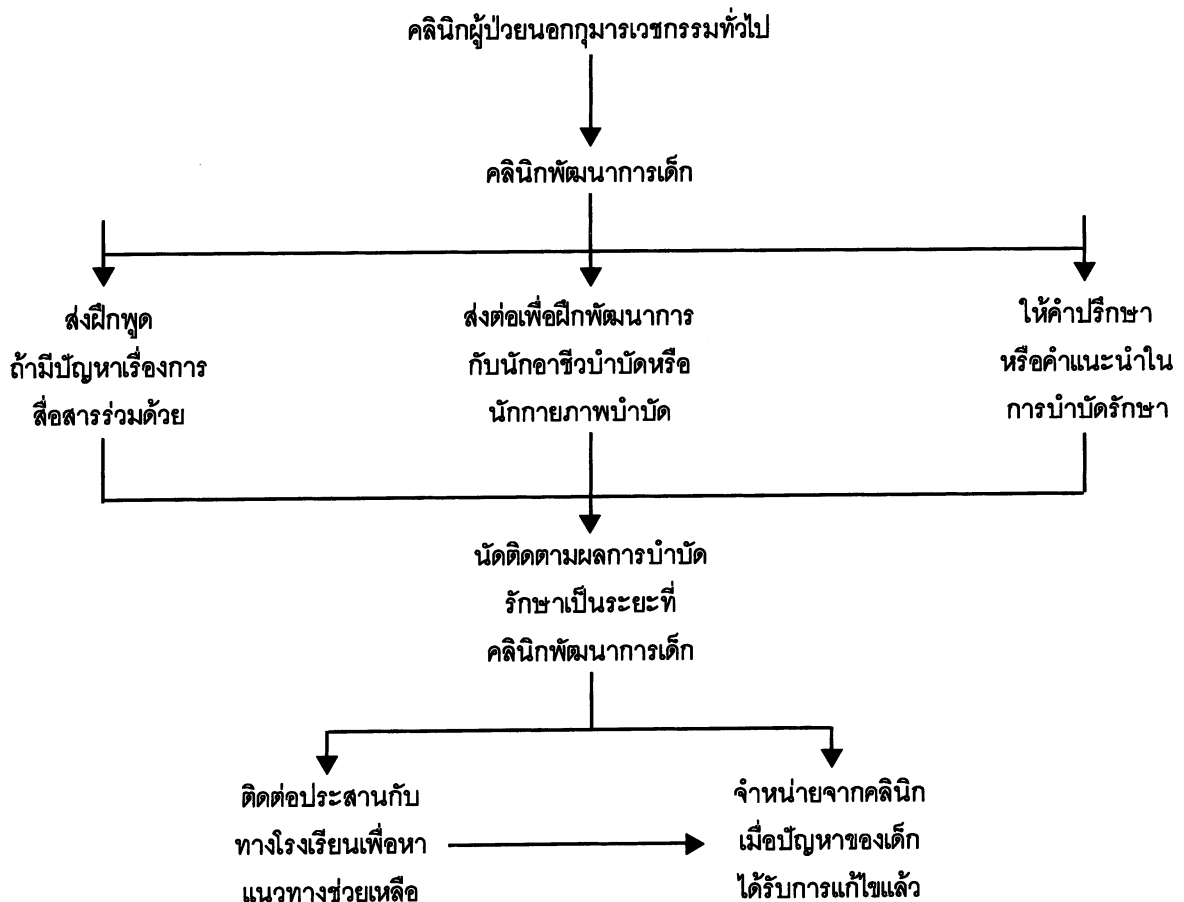 คลินิกผู้ป่วยนอกกุมารเวชกรรมทั่วไป
คลินิกพัฒนาการเด็ก
ส่งฝึกพูด
ถ้ามีปัญหาเรื่องการ
สื่อสารร่วมด้วย
ส่งต่อเพื่อฝึกพัฒนาการ
กับนักอาชีวบำบัดหรือ
นักกายภาพบำบัด
ให้คำปรึกษา
หรือคำแนะนำใน
การบำบัดรักษา
นัดติดตามผลการบำบัด
รักษาเป็นระยะที่
คลินิกพัฒนาการเด็ก
ติดต่อประสานกับ
ทางโรงเรียนเพื่อหา
แนวทางช่วยเหลือ
จำหน่ายจากคลินิก
เมื่อปัญหาของเด็ก
ได้รับการแก้ไขแล้ว